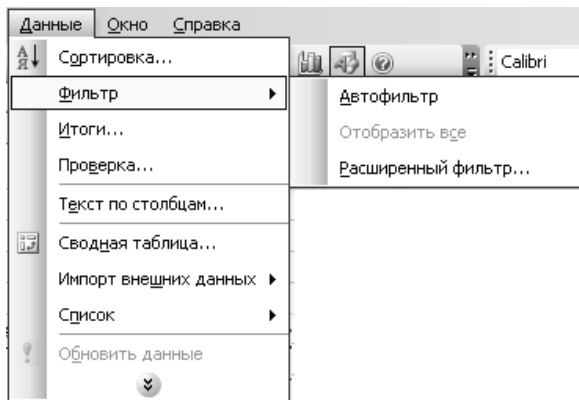 Данные Окно Справка
Сортировка...
Calibri
Фильтр
Автофильтр
Итоги...
Отобразить все
Проверка...
Расширенный фильтр...
Текст по столбцам...
Сводная таблица...
Импорт внешних данных
Список
Обновить данные